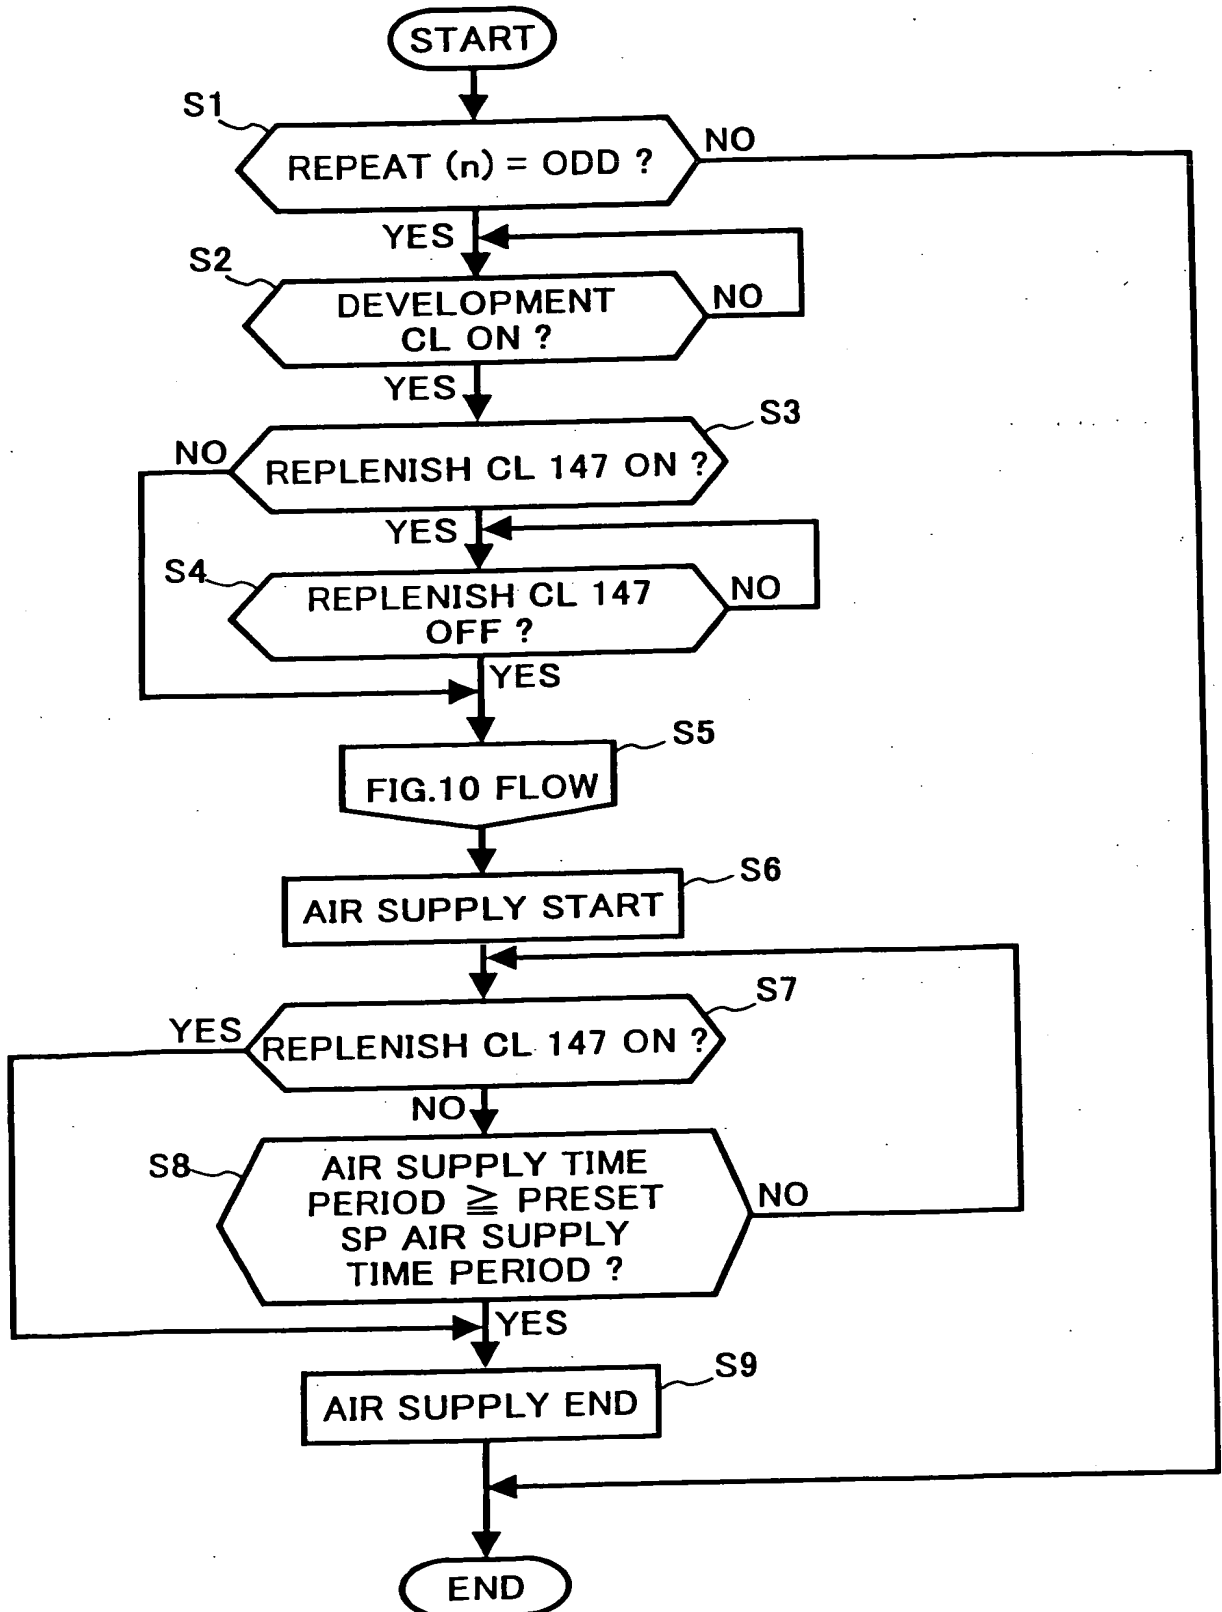 START
S1
REPEAT (n) = ODD ?
NO
YES
S2
DEVELOPMENT
CL ON ?
NO
YES
S3
NO
REPLENISH CL 147 ON ?
YES
S4
REPLENISH CL 147
OFF ?
NO
YES
S5
FIG.10 FLOW
S6
AIR SUPPLY START
S7
YES
REPLENISH CL 147 ON ?
NO
S8
AIR SUPPLY TIME
PERIOD ≧ PRESET
SP AIR SUPPLY
TIME PERIOD ?
NO
YES
S9
AIR SUPPLY END
END